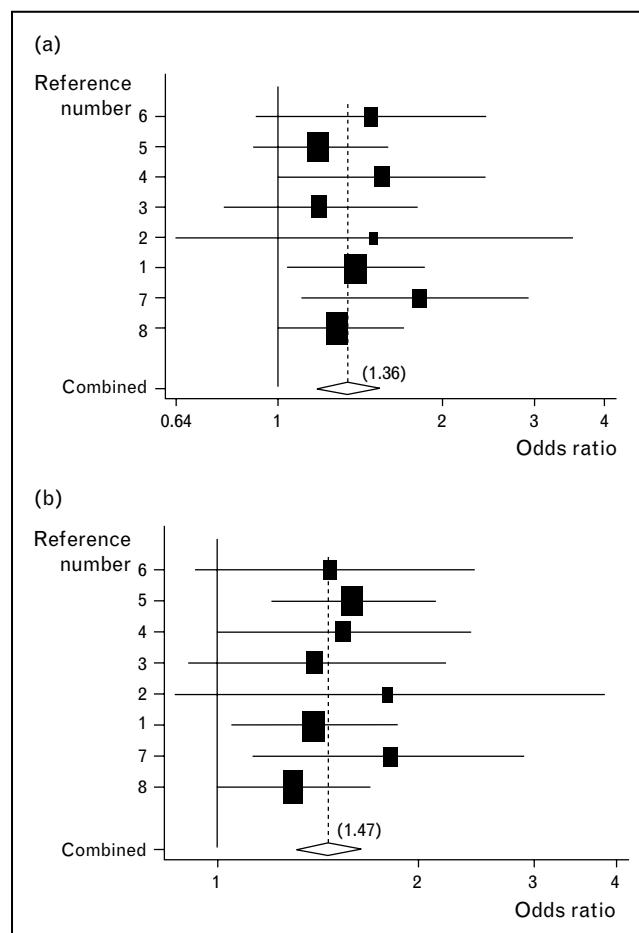 (a)
Reference
number
6
5
4
3
2
1
7
8
Combined
(1.36)
0.64 1 2 3 4
Odds ratio
(b)
Reference
number
6
5
4
3
2
1
7
8
Combined
(1.47)
1 2 3 4
Odds ratio